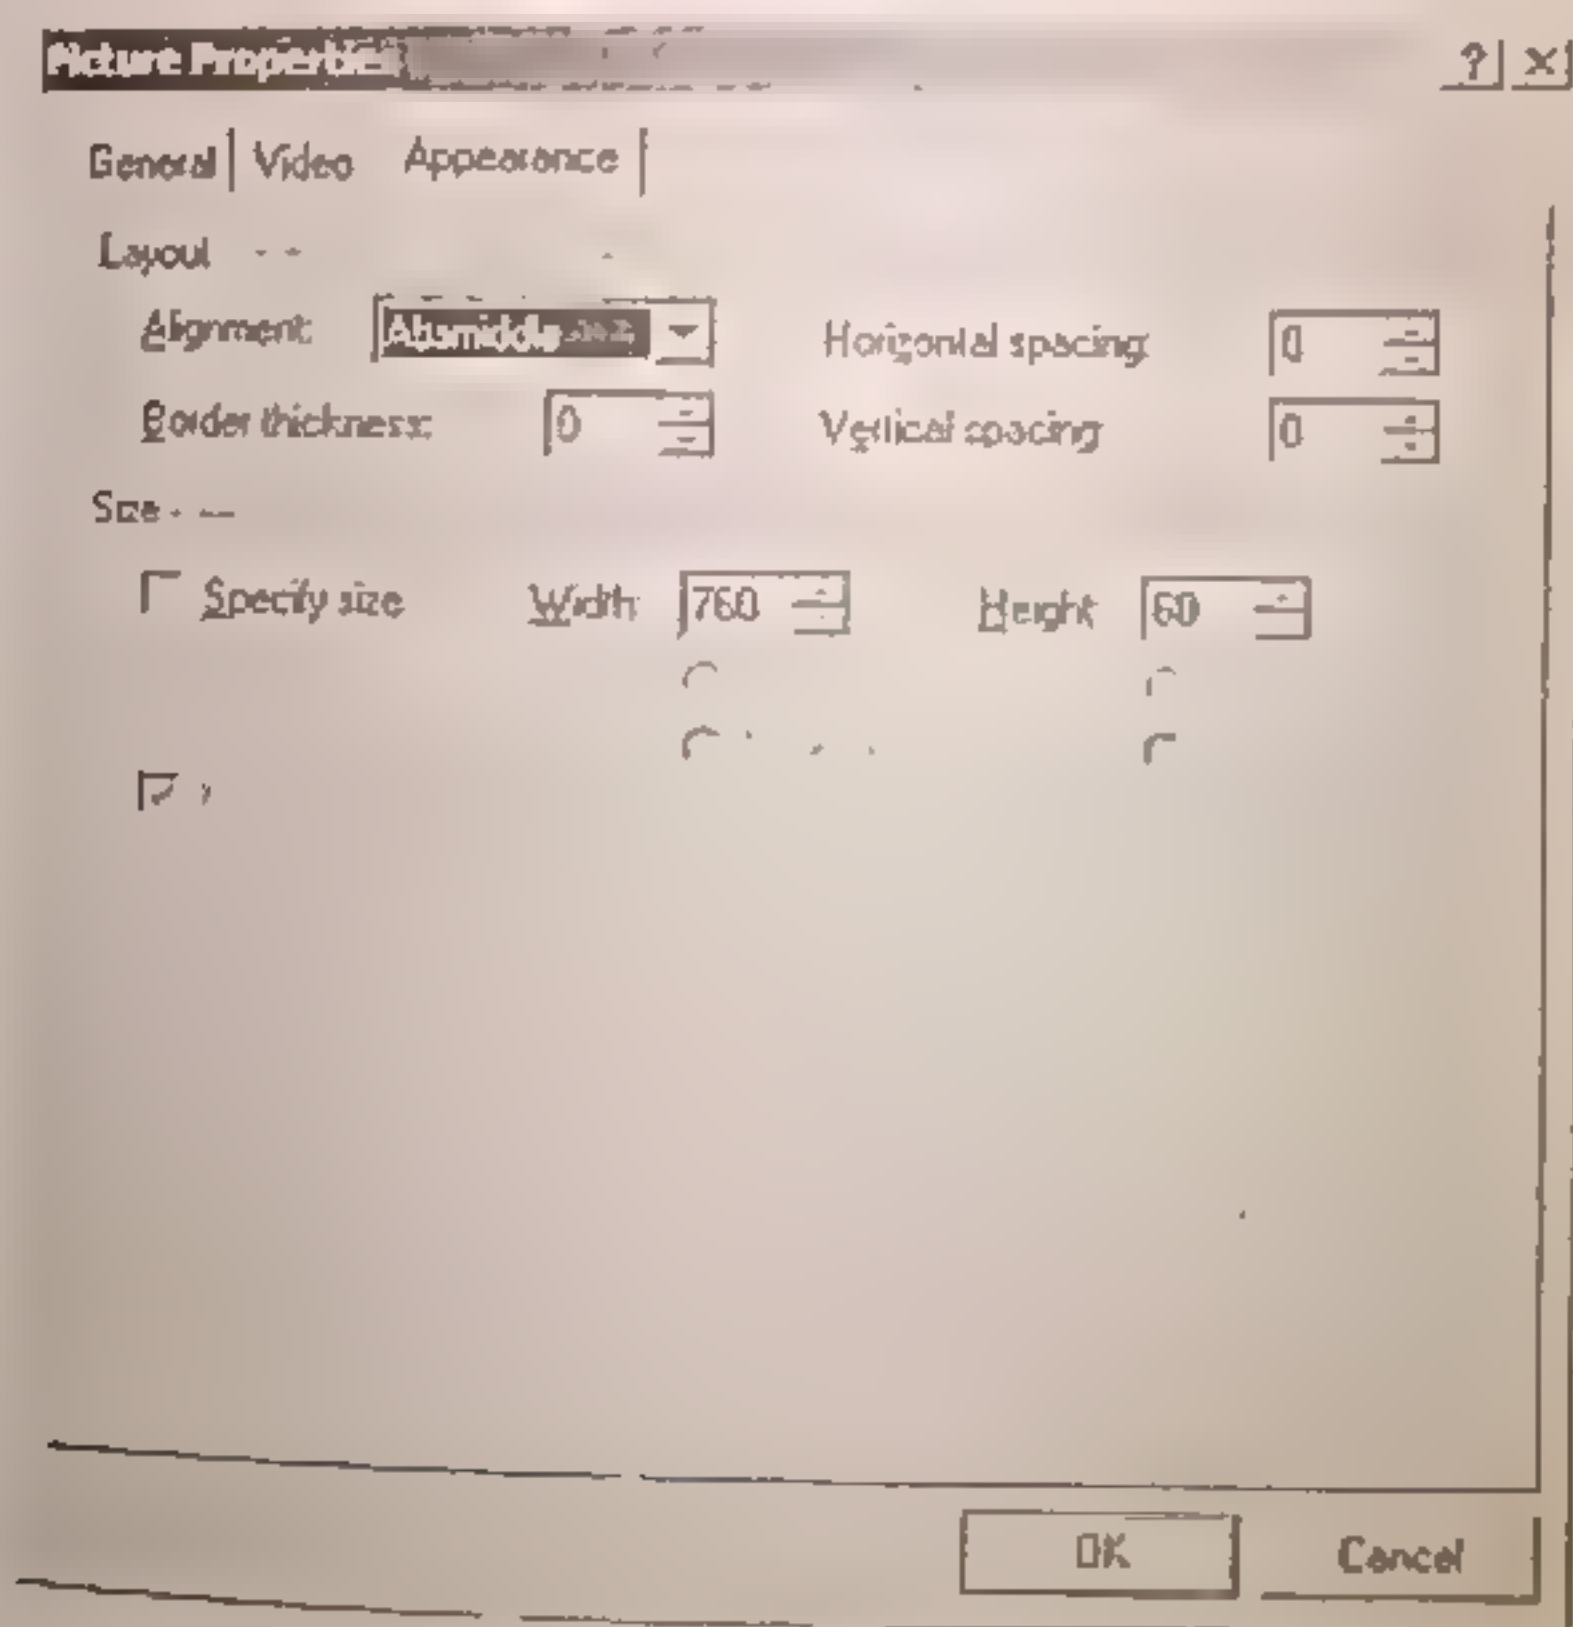 Picture Properties
? ×
General Video Appearance
Layout
Alignment: Absmiddle Horizontal spacing: 0
Border thickness: 0 Vertical spacing: 0
Size
Specify size Width: 760 Height: 60
OK Cancel